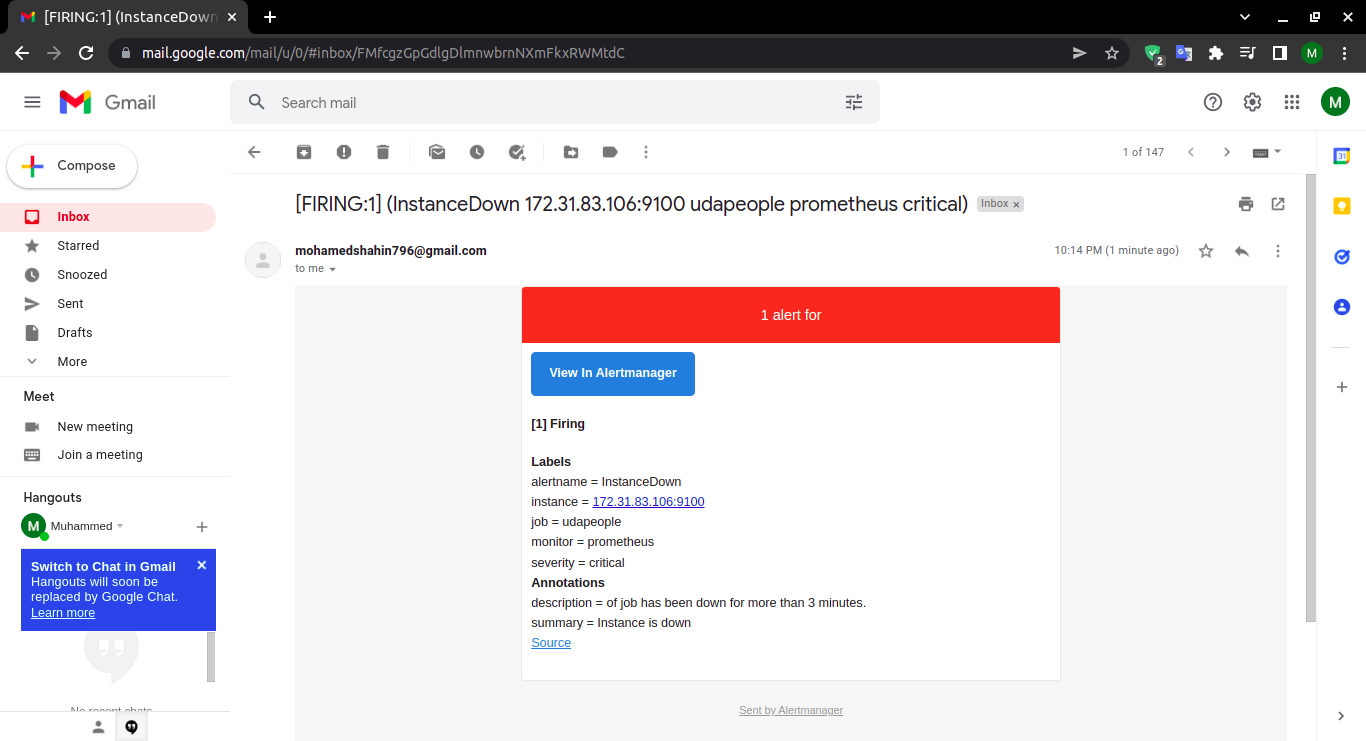 [FIRING:1] (InstanceDown
mail.google.com/mail/u/0/#inbox/FMfcgzGpGdlgDlmnwbrnNXmFkxRWMtdC
2
M
Gmail
Search mail
M
Compose
1 of 147
31
Inbox
Starred
Snoozed
Sent
Drafts
More
Meet
New meeting
Join a meeting
Hangouts
M Muhammed
Switch to Chat in Gmail
Hangouts will soon be
replaced by Google Chat.
Learn more
No recent chats
[FIRING:1] (InstanceDown 172.31.83.106:9100 udapeople prometheus critical) Inbox
mohamedshahin796@gmail.com
10:14 PM (1 minute ago)
to me
1 alert for
View In Alertmanager
[1] Firing
Labels
alertname = InstanceDown
instance = 172.31.83.106:9100
job = udapeople
monitor = prometheus
severity = critical
Annotations
description = of job has been down for more than 3 minutes.
summary = Instance is down
Source
Sent by Alertmanager